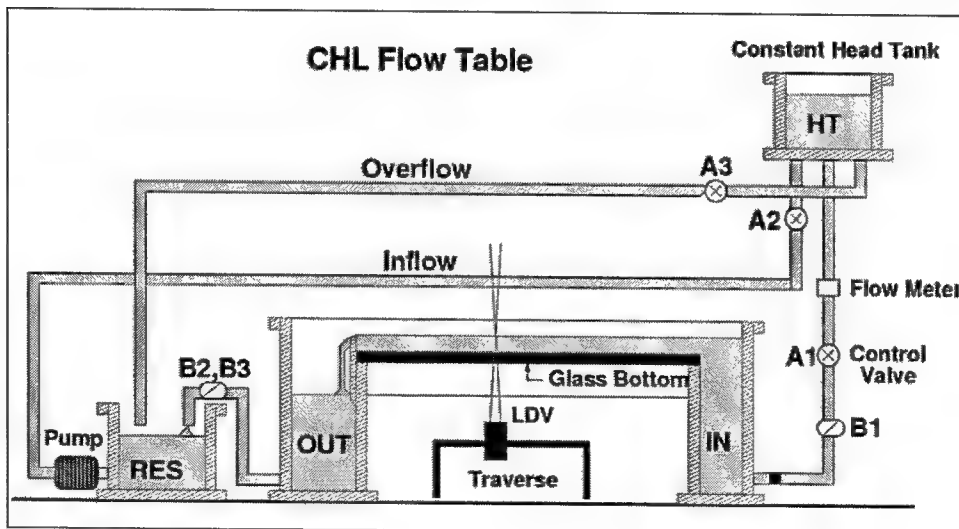 CHL Flow Table
Constant Head Tank
HT
Overflow
A3
A2
Inflow
Flow Meter
A1
Control
Valve
B2,B3
Glass Bottom
LDV
B1
Pump
RES
OUT
IN
Traverse